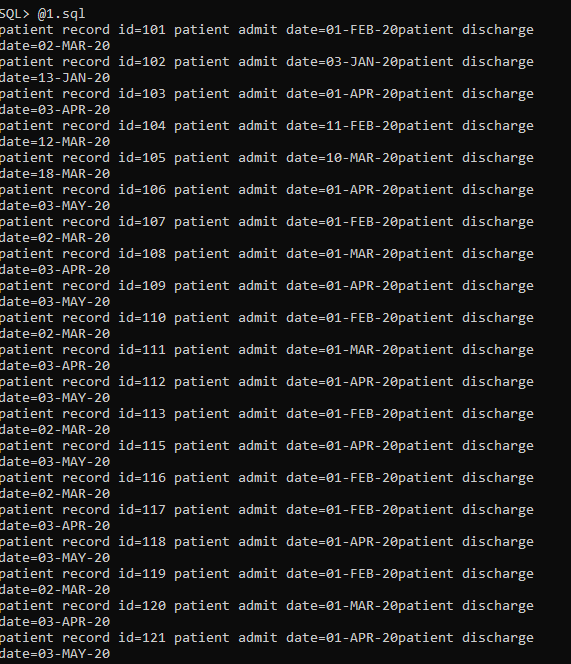 SQL> @1.sql
patient record id=101 patient admit date=01-FEB-20patient discharge
date=02-MAR-20
patient record id=102 patient admit date=03-JAN-20patient discharge
date=13-JAN-20
patient record id=103 patient admit date=01-APR-20patient discharge
date=03-APR-20
patient record id=104 patient admit date=11-FEB-20patient discharge
date=12-MAR-20
patient record id=105 patient admit date=10-MAR-20patient discharge
date=18-MAR-20
patient record id=106 patient admit date=01-APR-20patient discharge
date=03-MAY-20
patient record id=107 patient admit date=01-FEB-20patient discharge
date=02-MAR-20
patient record id=108 patient admit date=01-MAR-20patient discharge
date=03-APR-20
patient record id=109 patient admit date=01-APR-20patient discharge
date=03-MAY-20
patient record id=110 patient admit date=01-FEB-20patient discharge
date=02-MAR-20
patient record id=111 patient admit date=01-MAR-20patient discharge
date=03-APR-20
patient record id=112 patient admit date=01-APR-20patient discharge
date=03-MAY-20
patient record id=113 patient admit date=01-FEB-20patient discharge
date=02-MAR-20
patient record id=115 patient admit date=01-APR-20patient discharge
date=03-MAY-20
patient record id=116 patient admit date=01-FEB-20patient discharge
date=02-MAR-20
patient record id=117 patient admit date=01-FEB-20patient discharge
date=03-APR-20
patient record id=118 patient admit date=01-APR-20patient discharge
date=03-MAY-20
patient record id=119 patient admit date=01-FEB-20patient discharge
date=02-MAR-20
patient record id=120 patient admit date=01-MAR-20patient discharge
date=03-APR-20
patient record id=121 patient admit date=01-APR-20patient discharge
date=03-MAY-20